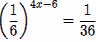 (1/6)^{4x-6} = 1/36